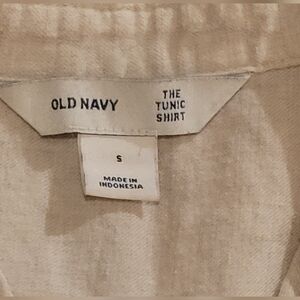 OLD NAVY
THE
TUNIC
SHIRT
S
MADE IN
INDONESIA